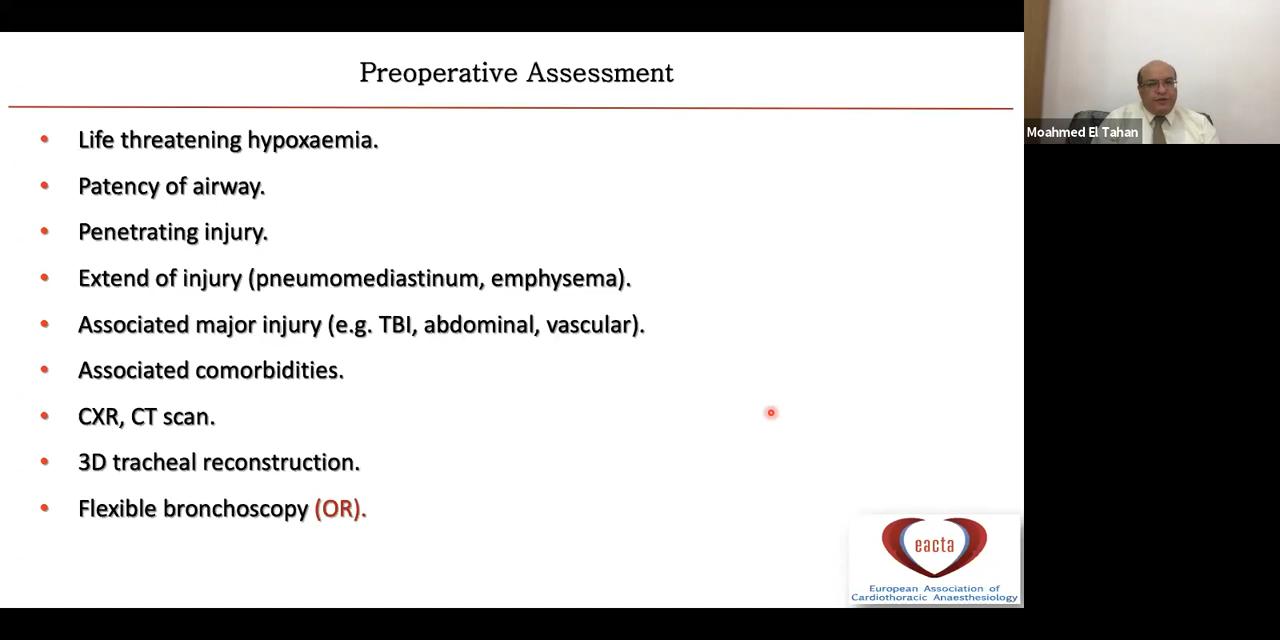 Preoperative Assessment
Moahmed El Tahan
• Life threatening hypoxaemia.
• Patency of airway.
• Penetrating injury.
• Extend of injury (pneumomediastinum, emphysema).
• Associated major injury (e.g. TBI, abdominal, vascular).
• Associated comorbidities.
• CXR, CT scan.
• 3D tracheal reconstruction.
• Flexible bronchoscopy (OR).
eacta
European Association of
Cardiothoracic Anaesthesiology